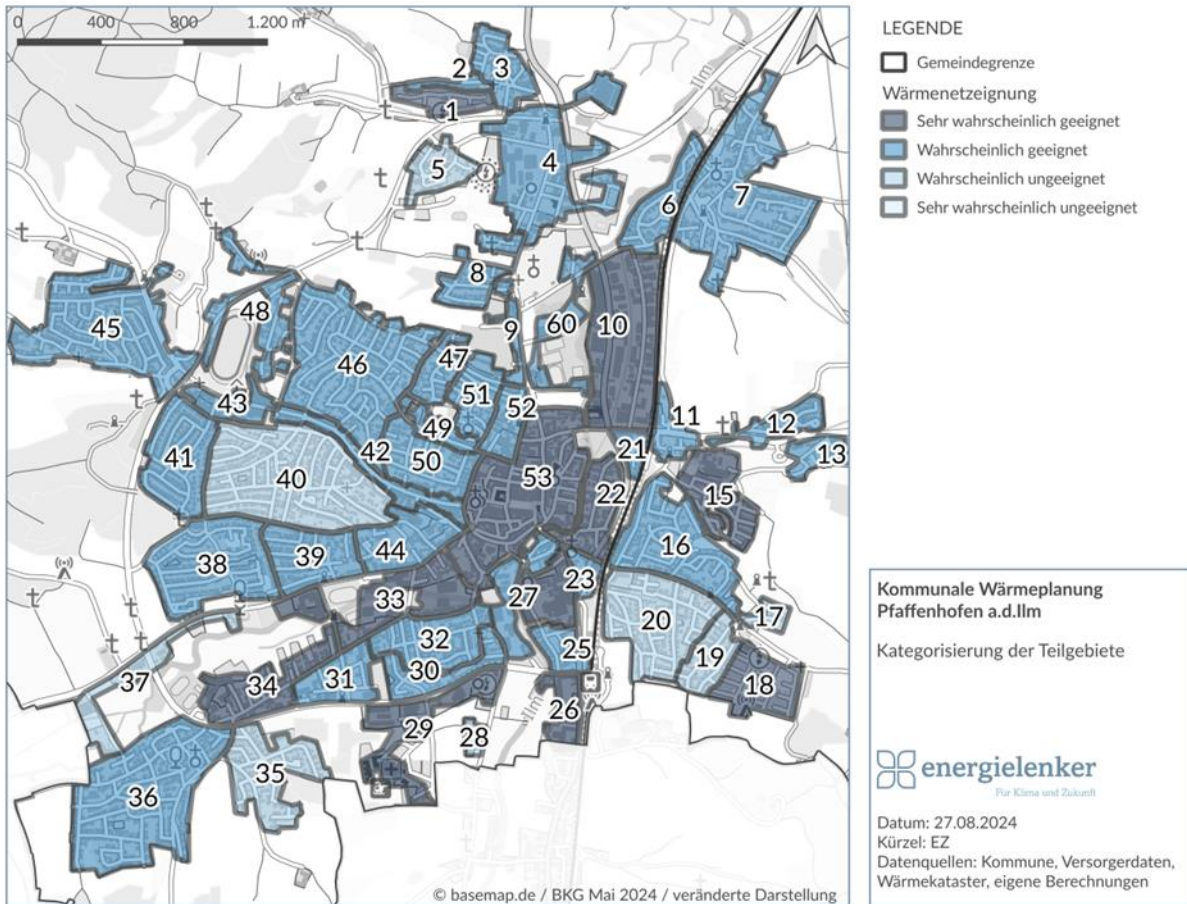 0 400 800 1.200 m
2
3
1
5
4
6
7
8
9
60
10
45
48
46
47
51
52
43
49
11
12
13
41
42
50
21
40
53
22
15
38
39
44
16
33
27
23
32
25
20
17
37
34
31
30
19
18
26
29
28
35
36
© basemap.de / BKG Mai 2024 / veränderte Darstellung
LEGENDE
Gemeindegrenze
Wärmenetzeignung
Sehr wahrscheinlich geeignet
Wahrscheinlich geeignet
Wahrscheinlich ungeeignet
Sehr wahrscheinlich ungeeignet
Kommunale Wärmeplanung
Pfaffenhofen a.d.Ilm
Kategorisierung der Teilgebiete
energielenker
Für Klima und Zukunft
Datum: 27.08.2024
Kürzel: EZ
Datenquellen: Kommune, Versorgerdaten,
Wärmekataster, eigene Berechnungen
Ilm
Ilm